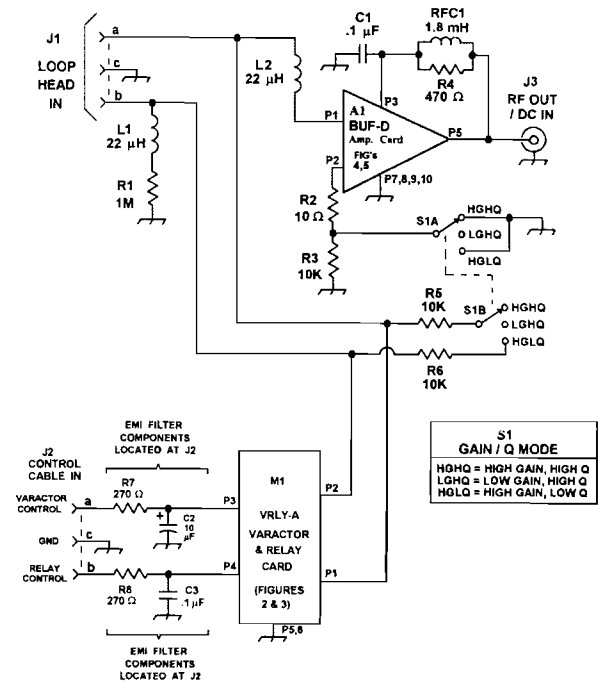 J1
LOOP
HEAD
IN
a
c
b
L1
22 µH
R1
1M
L2
22 µH
C1
.1 µF
RFC1
1.8 mH
R4
470 Ω
J3
RF OUT
/ DC IN
P3
P1
A1
BUF-D
Amp. Card
FIG's
4,5
P5
P2
P7,8,9,10
R2
10 Ω
R3
10K
S1A
HGHQ
LGHQ
HGLQ
R5
10K
S1B
HGHQ
LGHQ
HGLQ
R6
10K
S1
GAIN / Q MODE
HGHQ = HIGH GAIN, HIGH Q
LGHQ = LOW GAIN, HIGH Q
HGLQ = HIGH GAIN, LOW Q
EMI FILTER
COMPONENTS
LOCATED AT J2
J2
CONTROL
CABLE IN
VARACTOR
CONTROL
a
R7
270 Ω
+
C2
10
µF
GND
c
RELAY
CONTROL
b
R8
270 Ω
C3
.1 µF
P3
P4
M1
VRLY-A
VARACTOR
& RELAY
CARD
(FIGURES
2 & 3)
P2
P1
P5,6
EMI FILTER
COMPONENTS
LOCATED AT J2